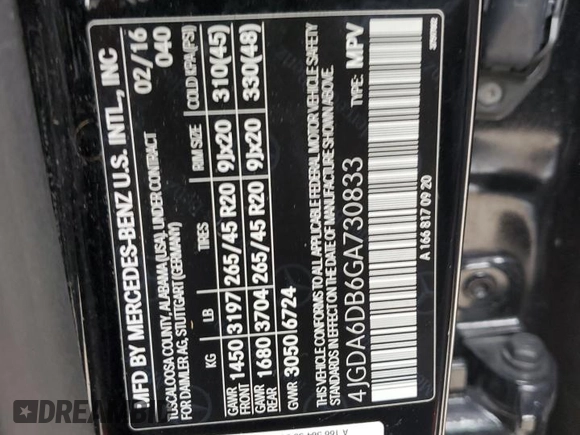 MFD BY MERCEDES-BENZ U.S. INTL., INC
TUSCALOOSA COUNTY, ALABAMA (USA), UNDER CONTRACT 02/16
FOR DAIMLER AG, STUTTGART (GERMANY) 040
KG LB TIRES RIM-SIZE COLD KPA (PSI)
GAWR FRONT 1450 3197 265/45 R20 9Jx20 310(45)
GAWR REAR 1680 3704 265/45 R20 9Jx20 330(48)
GVWR 3050 6724
THIS VEHICLE CONFORMS TO ALL APPLICABLE FEDERAL MOTOR VEHICLE SAFETY
STANDARDS IN EFFECT ON THE DATE OF MANUFACTURE SHOWN ABOVE.
4JGDA6DB6GA730833 TYPE: MPV
A 166 817 09 20
AUTOHELPERBOT